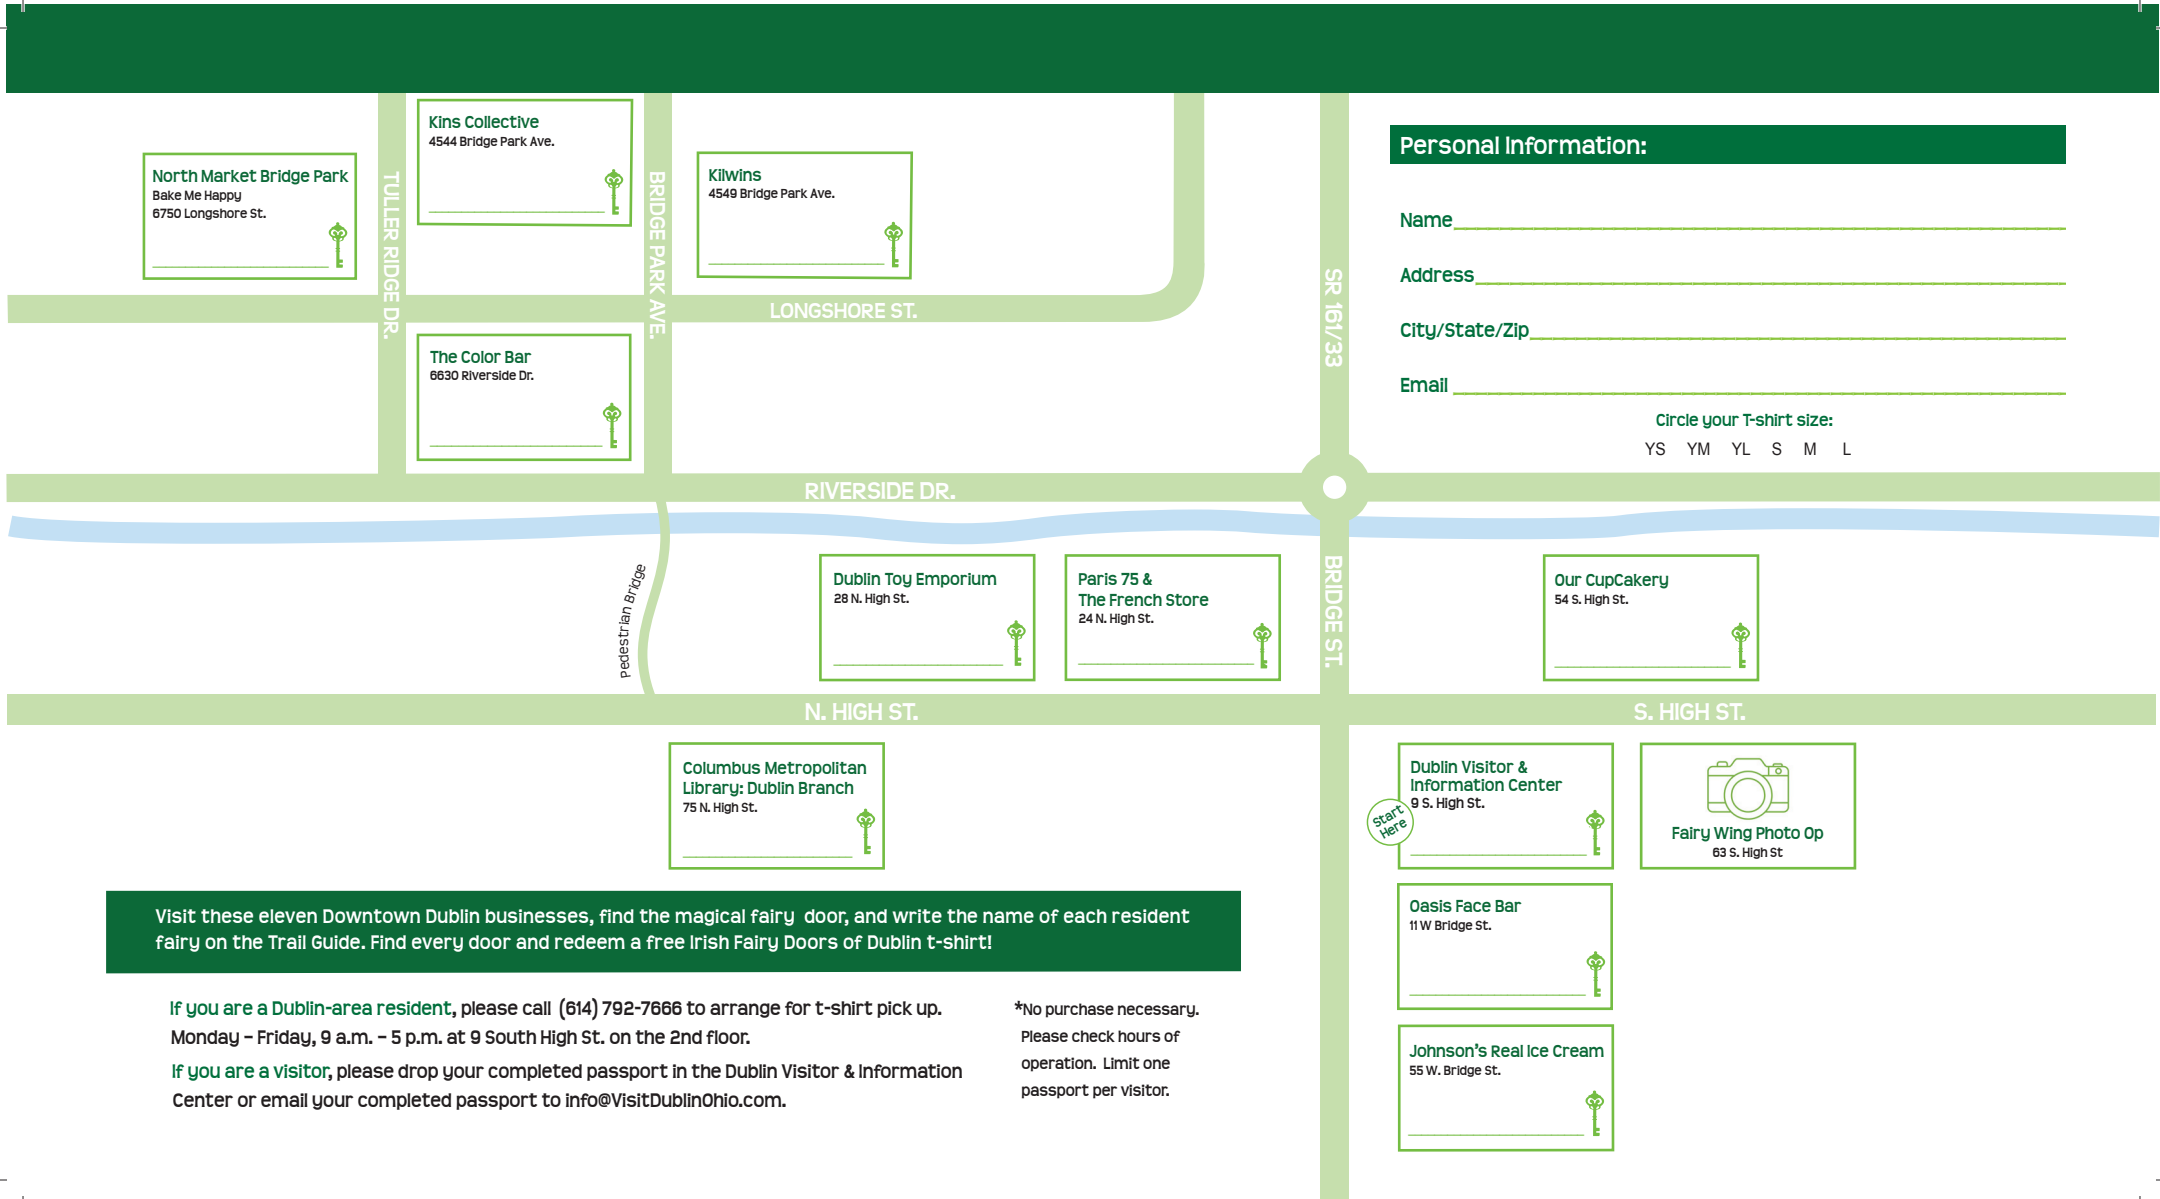 Kins Collective
4544 Bridge Park Ave.
North Market Bridge Park
Bake Me Happy
6750 Longshore St.
Kilwins
4549 Bridge Park Ave.
TULLER RIDGE DR.
BRIDGE PARK AVE.
LONGSHORE ST.
SR 161/33
The Color Bar
6630 Riverside Dr.
Personal Information:
Name
Address
City/State/Zip
Email
Circle your T-shirt size:
YS YM YL S M L
RIVERSIDE DR.
Pedestrian Bridge
Dublin Toy Emporium
28 N. High St.
Paris 75 &
The French Store
24 N. High St.
BRIDGE ST.
Our CupCakery
54 S. High St.
N. HIGH ST.
S. HIGH ST.
Columbus Metropolitan
Library: Dublin Branch
75 N. High St.
Dublin Visitor &
Information Center
9 S. High St.
Start
Here
Fairy Wing Photo Op
63 S. High St
Oasis Face Bar
11 W Bridge St.
Johnson's Real Ice Cream
55 W. Bridge St.
Visit these eleven Downtown Dublin businesses, find the magical fairy door, and write the name of each resident
fairy on the Trail Guide. Find every door and redeem a free Irish Fairy Doors of Dublin t-shirt!
If you are a Dublin-area resident, please call (614) 792-7666 to arrange for t-shirt pick up.
Monday – Friday, 9 a.m. – 5 p.m. at 9 South High St. on the 2nd floor.
If you are a visitor, please drop your completed passport in the Dublin Visitor & Information
Center or email your completed passport to info@VisitDublinOhio.com.
*No purchase necessary.
Please check hours of
operation. Limit one
passport per visitor.